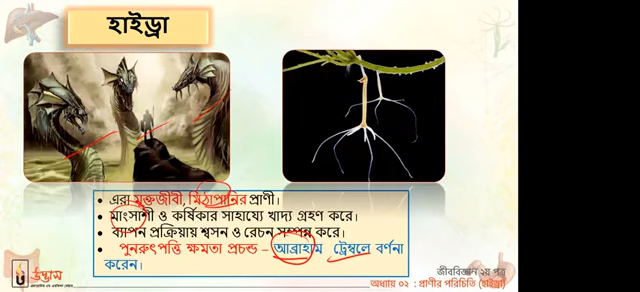 হাইড্রা
এরা মুক্তজীবী, মিঠাপানির প্রাণী।
মাংসাশী ও কর্ষিকার সাহায্যে খাদ্য গ্রহণ করে।
ব্যাপন প্রক্রিয়ায় শ্বসন ও রেচন সম্পন্ন করে।
পুনরুৎপত্তি ক্ষমতা প্রচন্ড – আব্রাহাম ট্রেম্বলে বর্ণনা
করেন।
উদ্ভাস
জীববিজ্ঞান ২য় পত্র
অধ্যায় ০২ : প্রাণীর পরিচিতি (হাইড্রা)